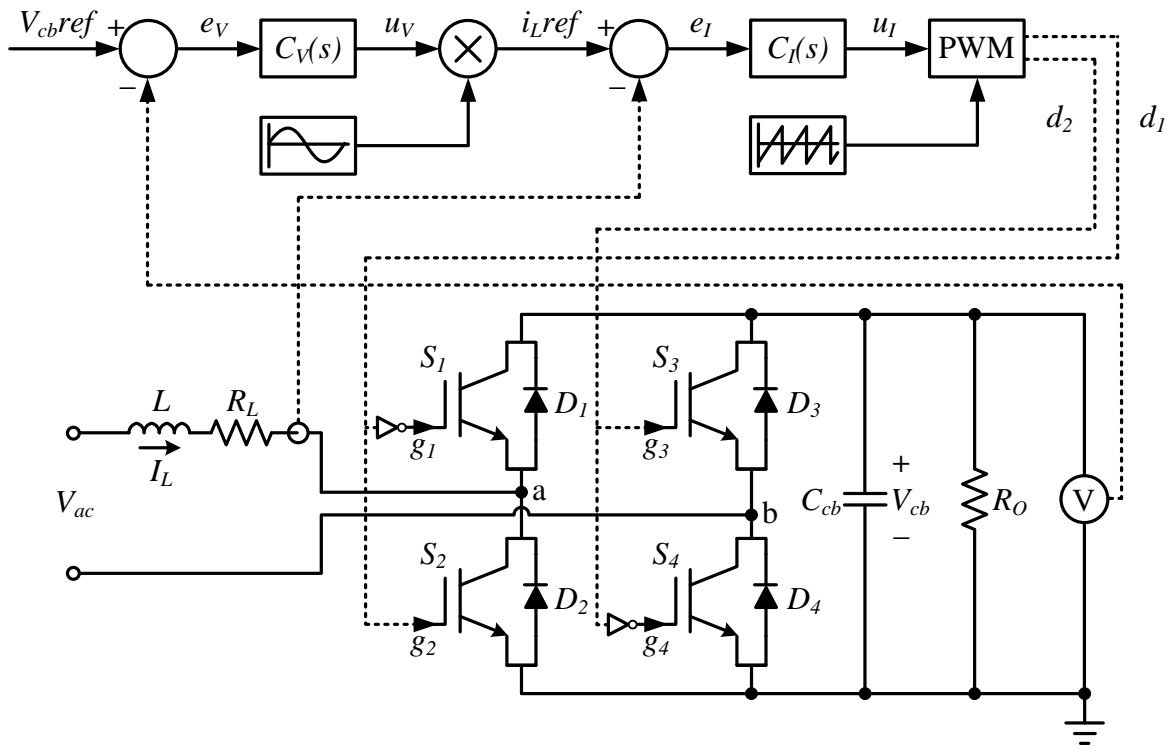 V_cb ref + e_V C_V(s) u_V i_L ref + e_I C_I(s) u_I PWM
− −
d_2 d_1
S_1 S_3
L R_L D_1 D_3
g_1 g_3
I_L
a + 
V_ac C_cb V_cb R_O V
b −
S_2 S_4
D_2 D_4
g_2 g_4